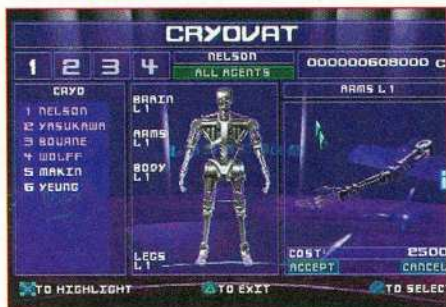 CRYOVAT
1 2 3 4
NELSON
ALL AGENTS
000000608000 C
CRYO
1 NELSON
2 YASUKAWA
3 BOURNE
4 WOLFF
5 MAKIN
6 YEUNG
BRAIN
L1
ARMS
L1
BODY
L1
LEGS
L1
ARMS L1
COST
2500
ACCEPT
CANCEL
TO HIGHLIGHT
TO EXIT
TO SELEC